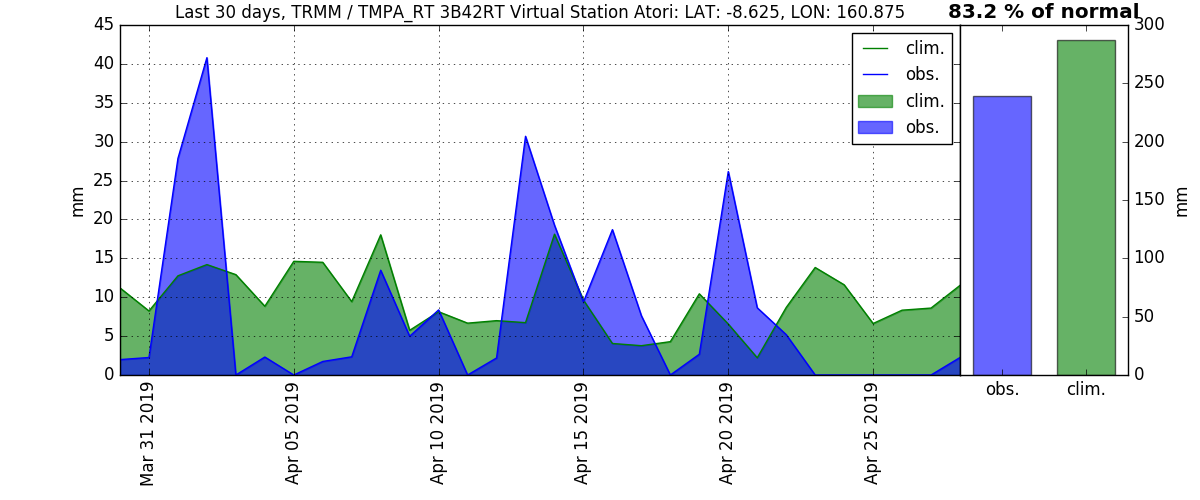 Last 30 days, TRMM / TMPA_RT 3B42RT Virtual Station Atori: LAT: -8.625, LON: 160.875
83.2 % of normal
clim.
obs.
clim.
obs.
mm
45
40
35
30
25
20
15
10
5
0
Mar 31 2019
Apr 05 2019
Apr 10 2019
Apr 15 2019
Apr 20 2019
Apr 25 2019
300
250
200
150
100
50
0
mm
obs.
clim.